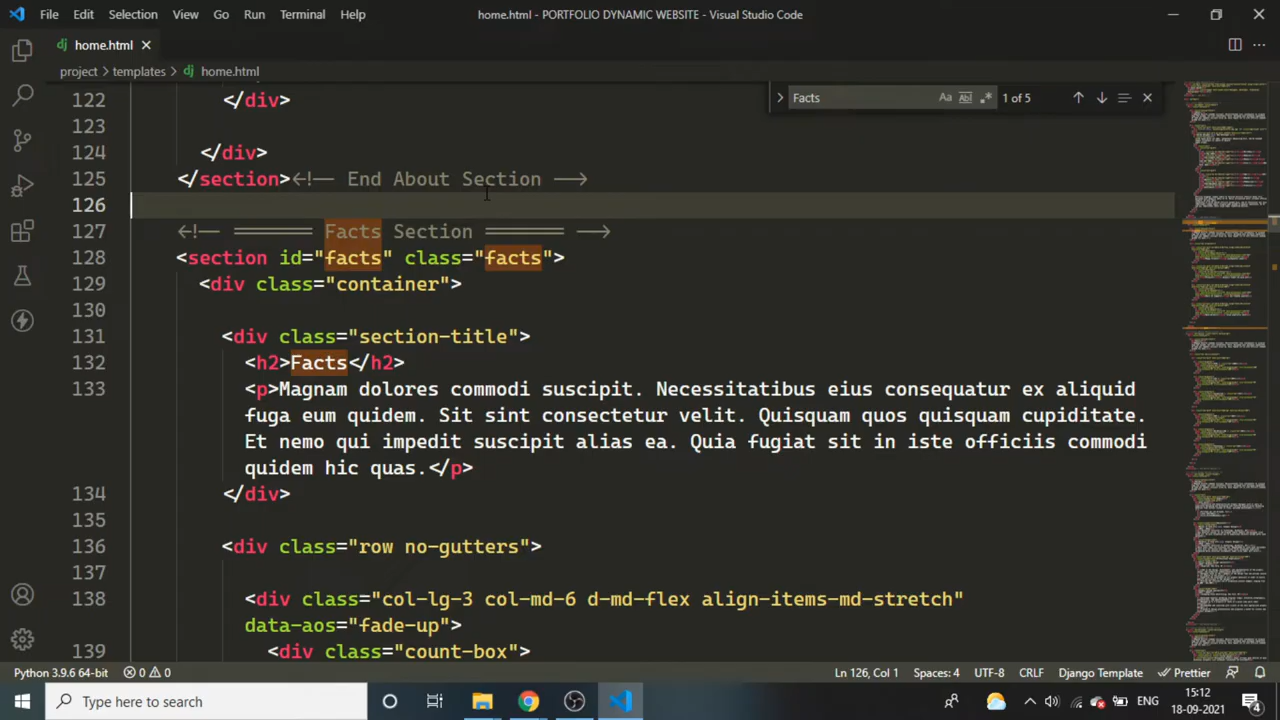 File Edit Selection View Go Run Terminal Help home.html - PORTFOLIO DYNAMIC WEBSITE - Visual Studio Code
home.html
project > templates > home.html
Facts 1 of 5
122 </div>
123
124 </div>
125 </section><!-- End About Section -->
126
127 <!-- ======= Facts Section ======= -->
128 <section id="facts" class="facts">
129 <div class="container">
130
131 <div class="section-title">
132 <h2>Facts</h2>
133 <p>Magnam dolores commodi suscipit. Necessitatibus eius consequatur ex aliquid
fuga eum quidem. Sit sint consectetur velit. Quisquam quos quisquam cupiditate.
Et nemo qui impedit suscipit alias ea. Quia fugiat sit in iste officiis commodi
quidem hic quas.</p>
134 </div>
135
136 <div class="row no-gutters">
137
138 <div class="col-lg-3 col-md-6 d-md-flex align-items-md-stretch"
data-aos="fade-up">
139 <div class="count-box">
Python 3.9.6 64-bit 0 0 Ln 126, Col 1 Spaces: 4 UTF-8 CRLF Django Template Prettier
Type here to search ENG 15:12
18-09-2021 4